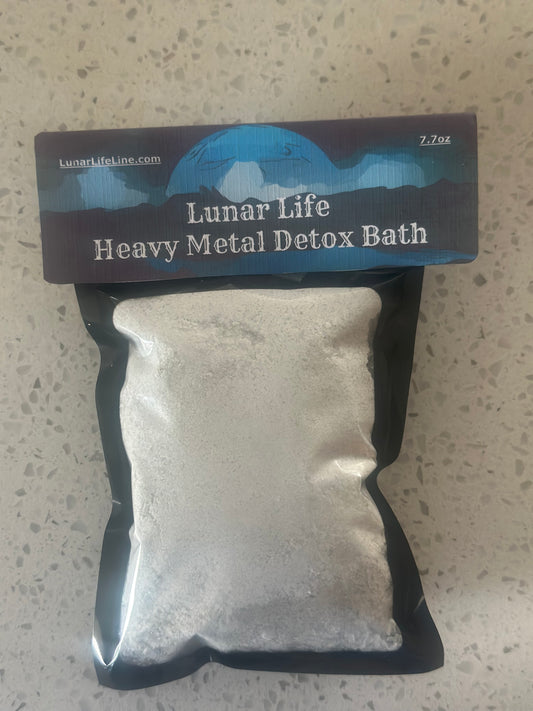 LunarLifeLine.com
7.7oz
Lunar Life
Heavy Metal Detox Bath